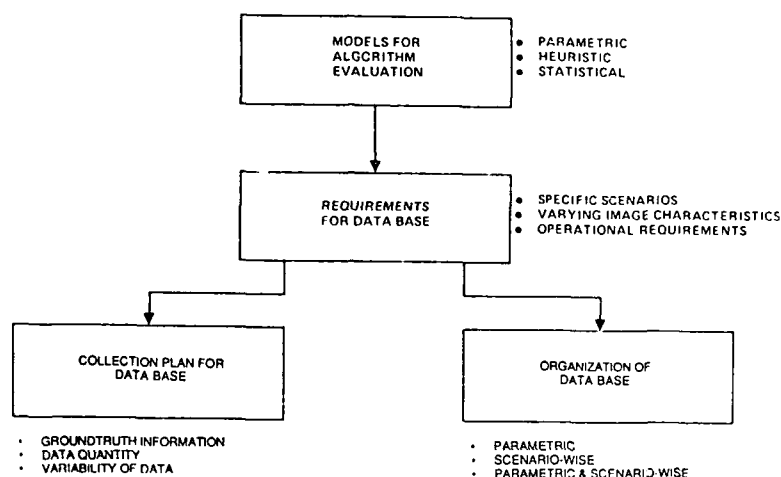 MODELS FOR
ALGORITHM
EVALUATION
• PARAMETRIC
• HEURISTIC
• STATISTICAL
REQUIREMENTS
FOR DATA BASE
• SPECIFIC SCENARIOS
• VARYING IMAGE CHARACTERISTICS
• OPERATIONAL REQUIREMENTS
COLLECTION PLAN FOR
DATA BASE
• GROUNDTRUTH INFORMATION
• DATA QUANTITY
• VARIABILITY OF DATA
ORGANIZATION OF
DATA BASE
• PARAMETRIC
• SCENARIO-WISE
• PARAMETRIC & SCENARIO-WISE